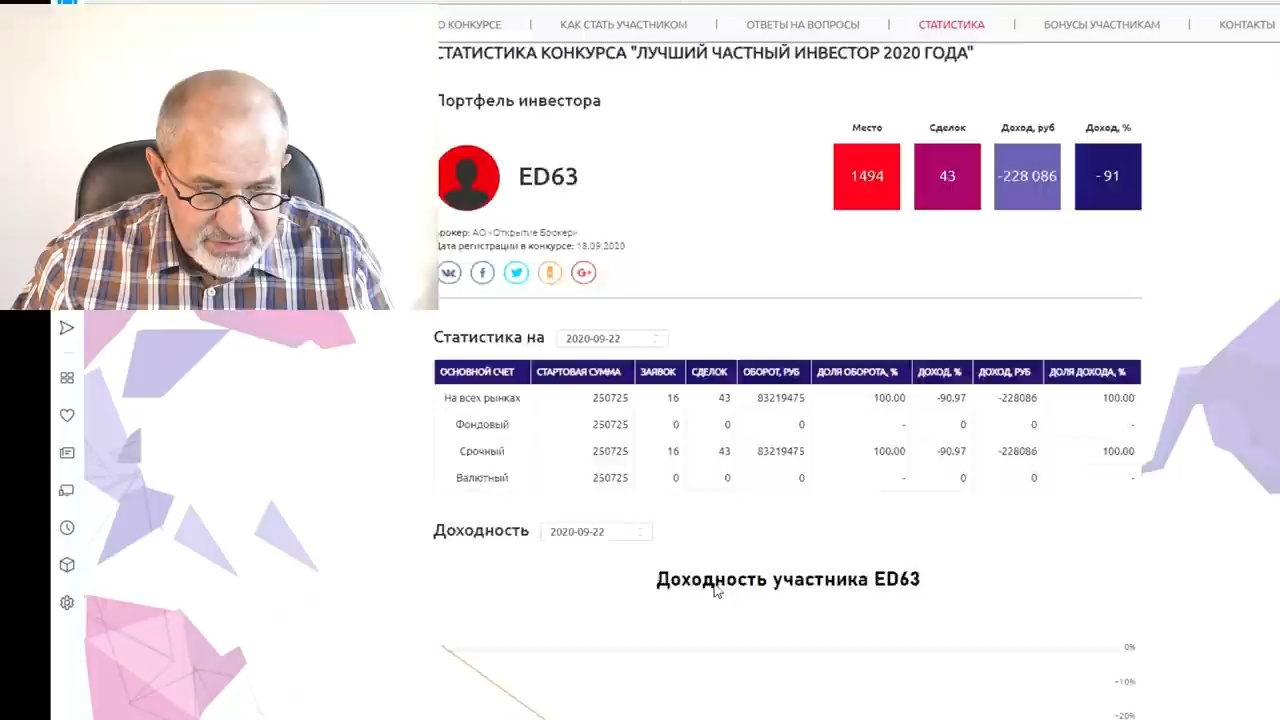 О КОНКУРСЕ | КАК СТАТЬ УЧАСТНИКОМ | ОТВЕТЫ НА ВОПРОСЫ | СТАТИСТИКА | БОНУСЫ УЧАСТНИКАМ | КОНТАКТЫ
СТАТИСТИКА КОНКУРСА "ЛУЧШИЙ ЧАСТНЫЙ ИНВЕСТОР 2020 ГОДА"
Портфель инвестора
Место Сделок Доход, руб Доход, %
ED63
1494 43 -228 086 - 91
брокер: АО «Открытие Брокер»
Дата регистрации в конкурсе: 18.09.2020
Статистика на 2020-09-22
ОСНОВНОЙ СЧЕТ СТАРТОВАЯ СУММА ЗАЯВОК СДЕЛОК ОБОРОТ, РУБ ДОЛЯ ОБОРОТА, % ДОХОД, % ДОХОД, РУБ ДОЛЯ ДОХОДА, %
На всех рынках 250725 16 43 83219475 100.00 -90.97 -228086 100.00
Фондовый 250725 0 0 0 - 0 0 -
Срочный 250725 16 43 83219475 100.00 -90.97 -228086 100.00
Валютный 250725 0 0 0 - 0 0 -
Доходность 2020-09-22
Доходность участника ED63
0%
-10%
-20%